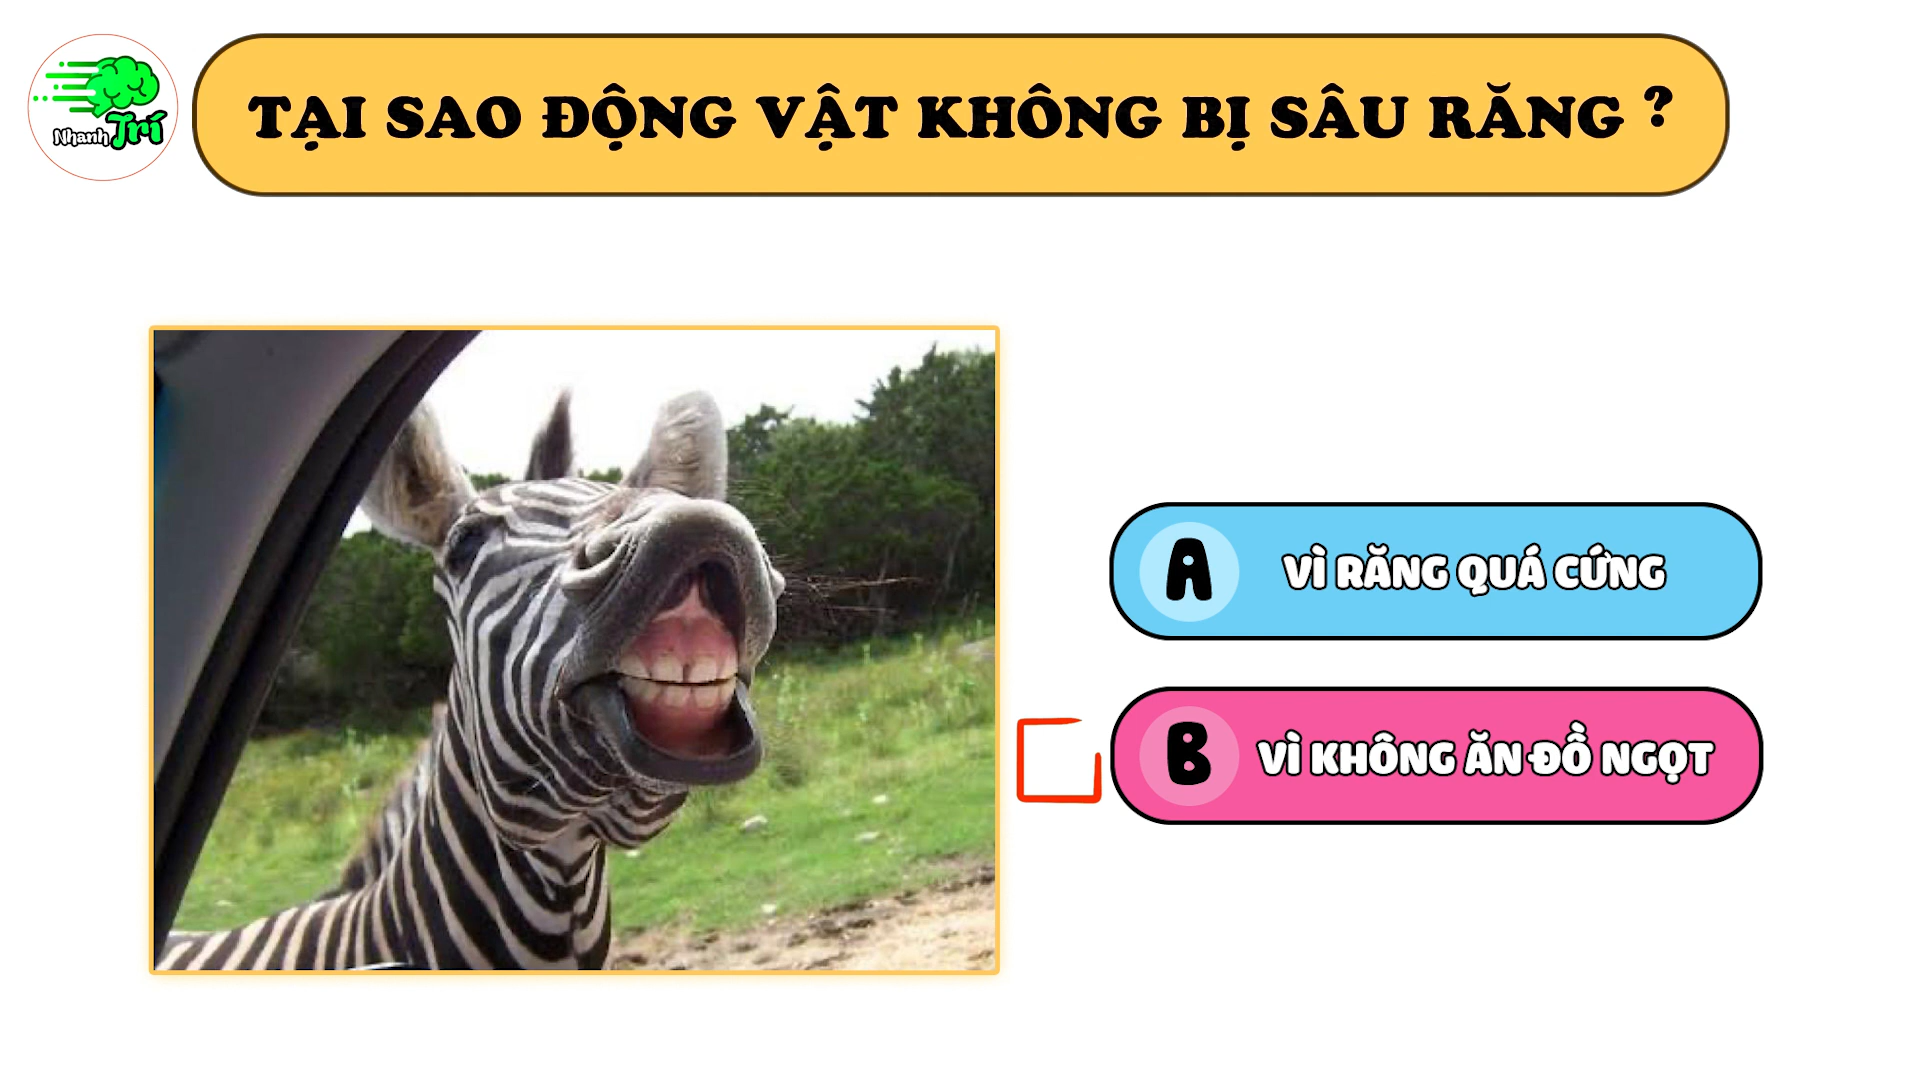 Nhanh Trí
TẠI SAO ĐỘNG VẬT KHÔNG BỊ SÂU RĂNG ?
A VÌ RĂNG QUÁ CỨNG
B VÌ KHÔNG ĂN ĐỒ NGỌT